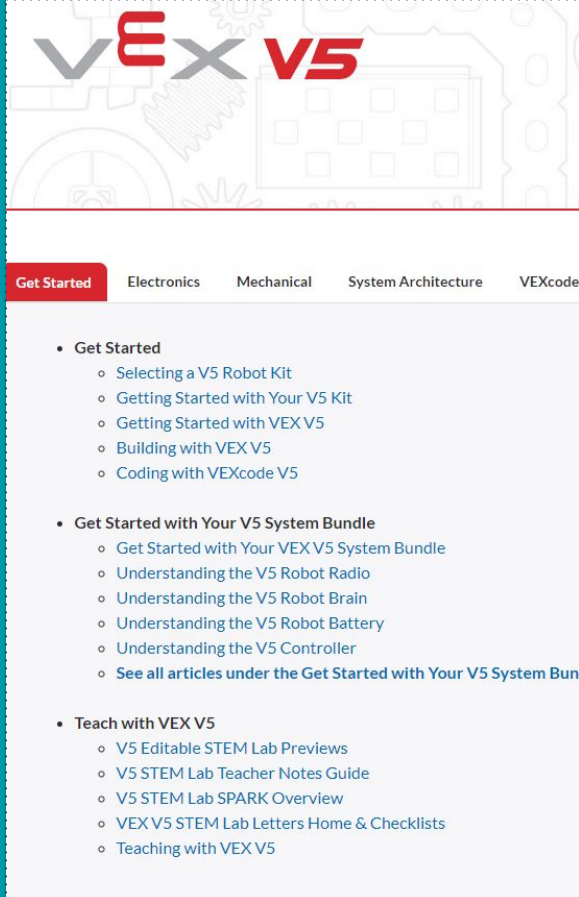 VEX V5
Get Started Electronics Mechanical System Architecture VEXcode
Get Started
Selecting a V5 Robot Kit
Getting Started with Your V5 Kit
Getting Started with VEX V5
Building with VEX V5
Coding with VEXcode V5
Get Started with Your V5 System Bundle
Get Started with Your VEX V5 System Bundle
Understanding the V5 Robot Radio
Understanding the V5 Robot Brain
Understanding the V5 Robot Battery
Understanding the V5 Controller
See all articles under the Get Started with Your V5 System Bun
Teach with VEX V5
V5 Editable STEM Lab Previews
V5 STEM Lab Teacher Notes Guide
V5 STEM Lab SPARK Overview
VEX V5 STEM Lab Letters Home & Checklists
Teaching with VEX V5